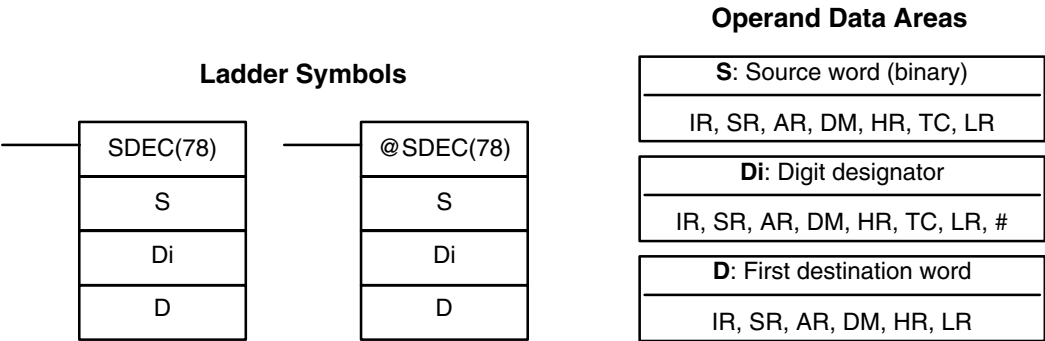 Ladder Symbols
SDEC(78)
S
Di
D
@SDEC(78)
S
Di
D
Operand Data Areas
S: Source word (binary)
IR, SR, AR, DM, HR, TC, LR
Di: Digit designator
IR, SR, AR, DM, HR, TC, LR, #
D: First destination word
IR, SR, AR, DM, HR, LR